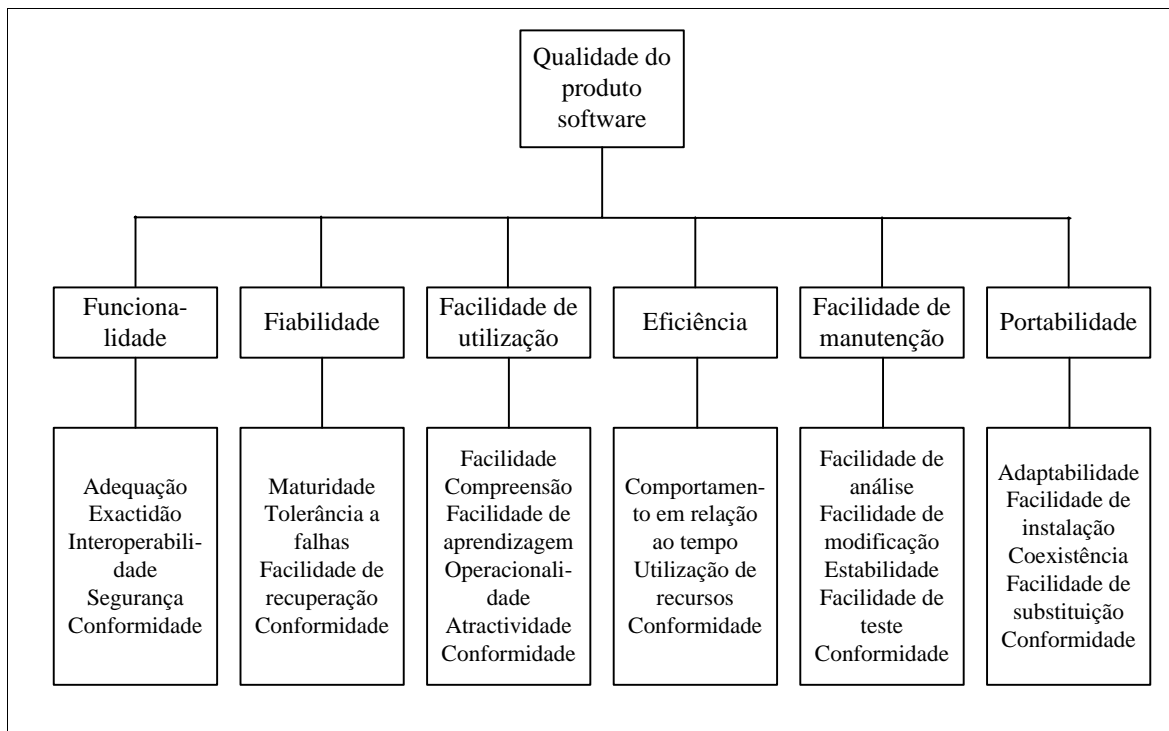 Qualidade do
produto
software
Funciona-
lidade
Fiabilidade
Facilidade de
utilização
Eficiência
Facilidade de
manutenção
Portabilidade
Adequação
Exactidão
Interoperabili-
dade
Segurança
Conformidade
Maturidade
Tolerância a
falhas
Facilidade de
recuperação
Conformidade
Facilidade
Compreensão
Facilidade de
aprendizagem
Operacionali-
dade
Atractividade
Conformidade
Comportamen-
to em relação
ao tempo
Utilização de
recursos
Conformidade
Facilidade de
análise
Facilidade de
modificação
Estabilidade
Facilidade de
teste
Conformidade
Adaptabilidade
Facilidade de
instalação
Coexistência
Facilidade de
substituição
Conformidade